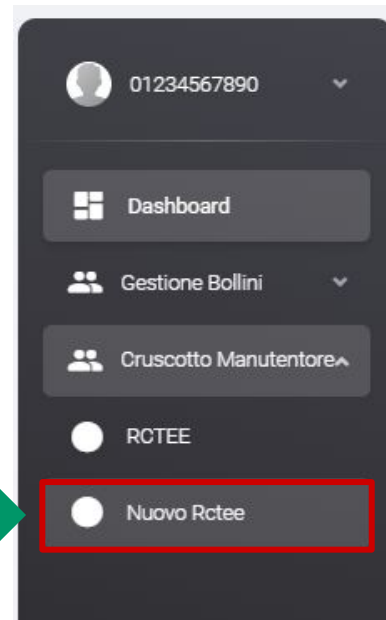 01234567890
Dashboard
Gestione Bollini
Cruscotto Manutentore
RCTEE
Nuovo Rctee